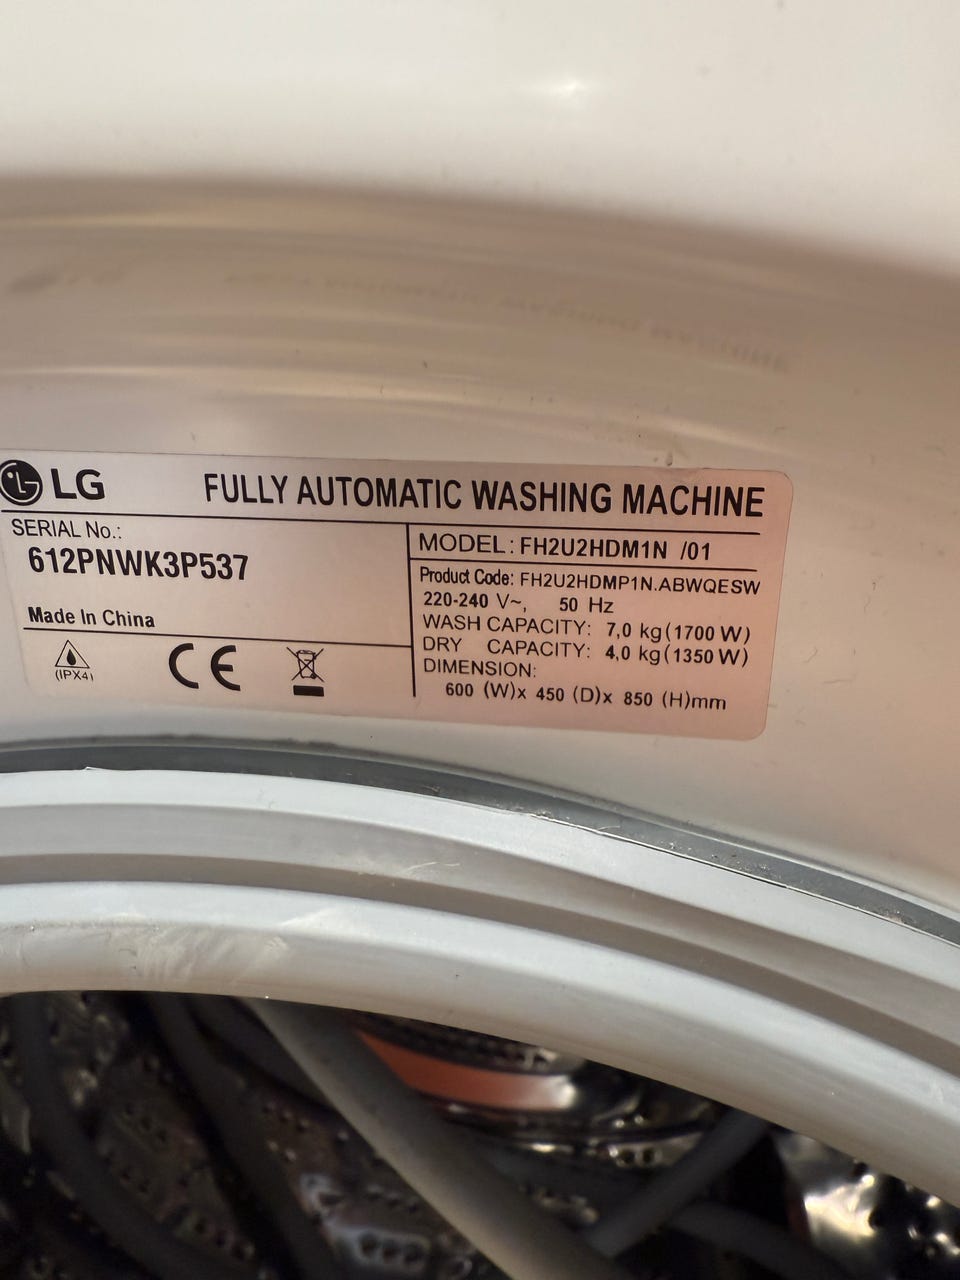 LG FULLY AUTOMATIC WASHING MACHINE
SERIAL No.:
612PNWK3P537
Made In China
(IPX4)
CE
MODEL : FH2U2HDM1N /01
Product Code: FH2U2HDMP1N.ABWQESW
220-240 V~, 50 Hz
WASH CAPACITY: 7,0 kg(1700 W)
DRY CAPACITY: 4,0 kg(1350 W)
DIMENSION:
600 (W)x 450 (D)x 850 (H)mm